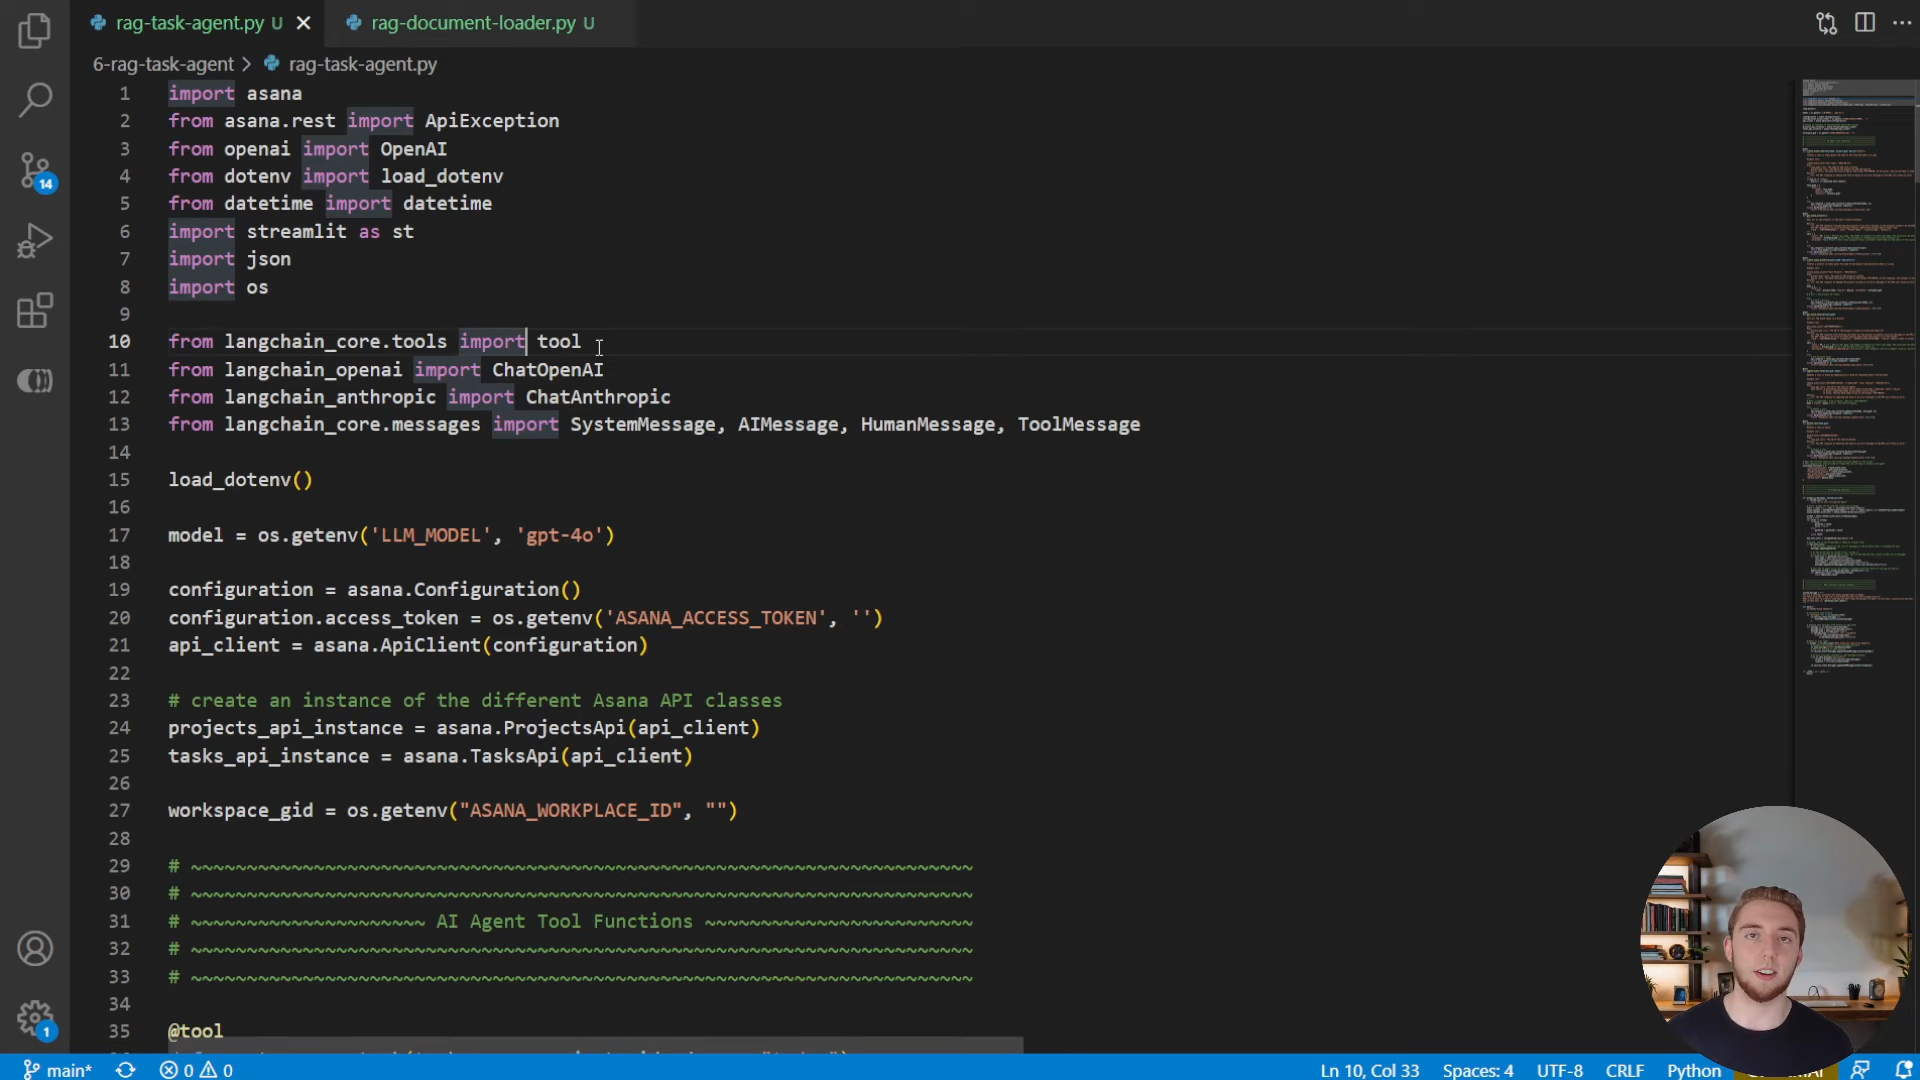 rag-task-agent.py U
rag-document-loader.py U
6-rag-task-agent > rag-task-agent.py
1 import asana
2 from asana.rest import ApiException
3 from openai import OpenAI
4 from dotenv import load_dotenv
5 from datetime import datetime
6 import streamlit as st
7 import json
8 import os
9
10 from langchain_core.tools import tool
11 from langchain_openai import ChatOpenAI
12 from langchain_anthropic import ChatAnthropic
13 from langchain_core.messages import SystemMessage, AIMessage, HumanMessage, ToolMessage
14
15 load_dotenv()
16
17 model = os.getenv('LLM_MODEL', 'gpt-4o')
18
19 configuration = asana.Configuration()
20 configuration.access_token = os.getenv('ASANA_ACCESS_TOKEN', '')
21 api_client = asana.ApiClient(configuration)
22
23 # create an instance of the different Asana API classes
24 projects_api_instance = asana.ProjectsApi(api_client)
25 tasks_api_instance = asana.TasksApi(api_client)
26
27 workspace_gid = os.getenv("ASANA_WORKPLACE_ID", "")
28
29 # ~~~~~~~~~~~~~~~~~~~~~~~~~~~~~~~~~~~~~~~~~~~~~~~~~~~~~~~~~~~~~~~~~~~~~~
30 # ~~~~~~~~~~~~~~~~~~~~~~~~~~~~~~~~~~~~~~~~~~~~~~~~~~~~~~~~~~~~~~~~~~~~~~
31 # ~~~~~~~~~~~~~~~~~~~~~ AI Agent Tool Functions ~~~~~~~~~~~~~~~~~~~~~~~~
32 # ~~~~~~~~~~~~~~~~~~~~~~~~~~~~~~~~~~~~~~~~~~~~~~~~~~~~~~~~~~~~~~~~~~~~~~
33 # ~~~~~~~~~~~~~~~~~~~~~~~~~~~~~~~~~~~~~~~~~~~~~~~~~~~~~~~~~~~~~~~~~~~~~~
34
35 @tool
14
1
main* 0 0 Ln 10, Col 33 Spaces: 4 UTF-8 CRLF Python